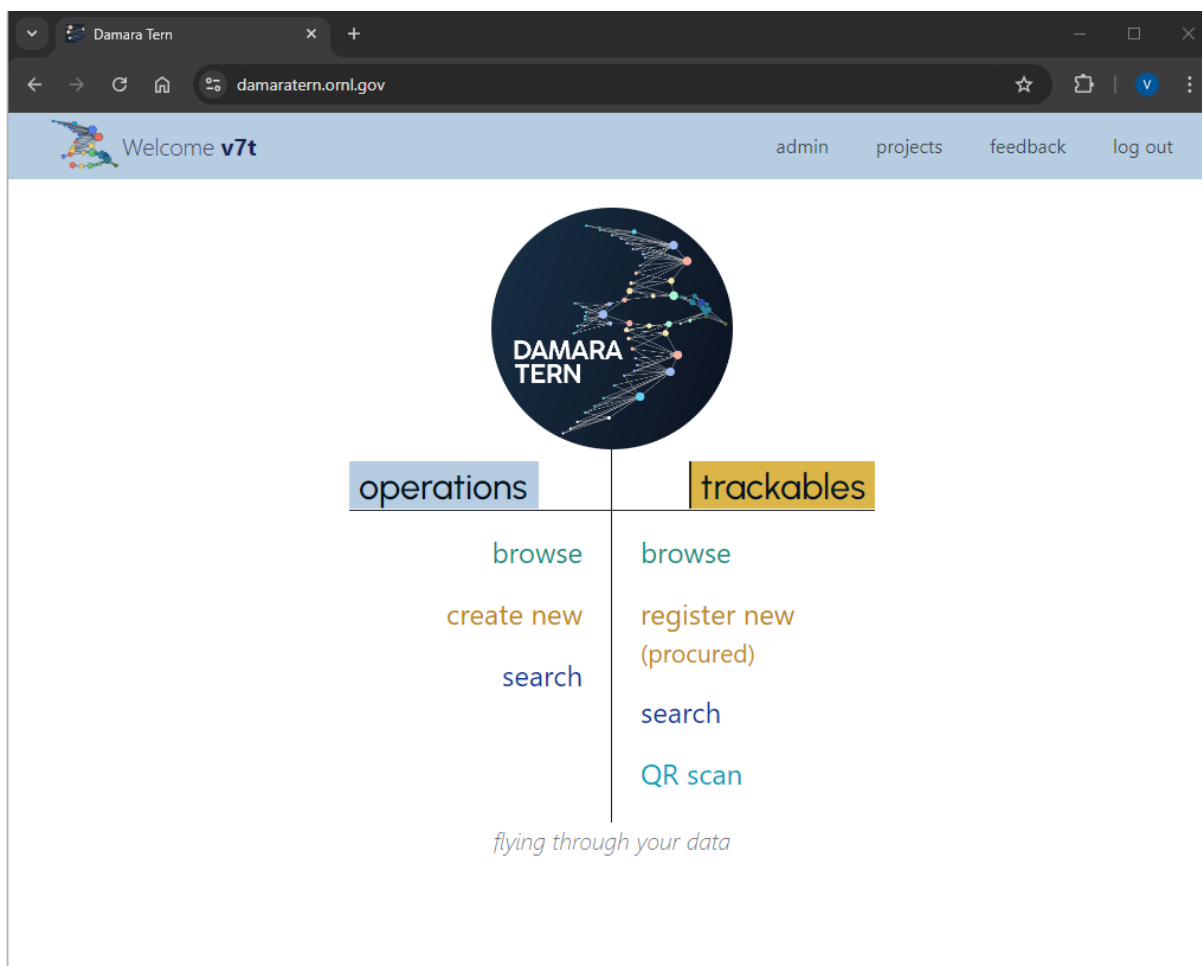 Damara Tern
damaratern.ornl.gov
V
Welcome v7t
admin projects feedback log out
DAMARA
TERN
operations
trackables
browse
create new
search
browse
register new
(procured)
search
QR scan
flying through your data